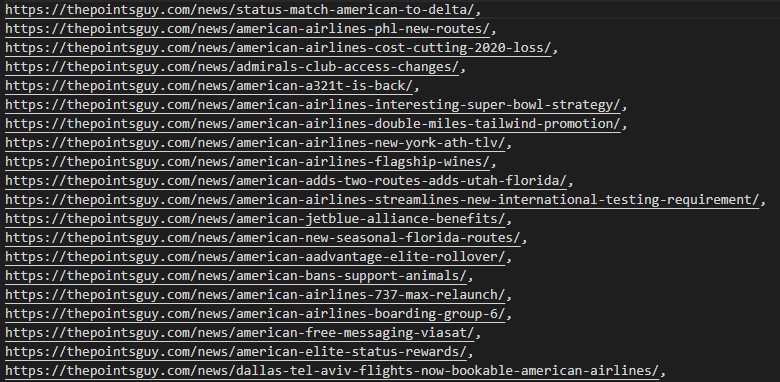 https://thepointsguy.com/news/status-match-american-to-delta/,
https://thepointsguy.com/news/american-airlines-phl-new-routes/,
https://thepointsguy.com/news/american-airlines-cost-cutting-2020-loss/,
https://thepointsguy.com/news/admirals-club-access-changes/,
https://thepointsguy.com/news/american-a321t-is-back/,
https://thepointsguy.com/news/american-airlines-interesting-super-bowl-strategy/,
https://thepointsguy.com/news/american-airlines-double-miles-tailwind-promotion/,
https://thepointsguy.com/news/american-airlines-new-york-ath-tlv/,
https://thepointsguy.com/news/american-airlines-flagship-wines/,
https://thepointsguy.com/news/american-adds-two-routes-adds-utah-florida/,
https://thepointsguy.com/news/american-airlines-streamlines-new-international-testing-requirement/,
https://thepointsguy.com/news/american-jetblue-alliance-benefits/,
https://thepointsguy.com/news/american-new-seasonal-florida-routes/,
https://thepointsguy.com/news/american-aadvantage-elite-rollover/,
https://thepointsguy.com/news/american-bans-support-animals/,
https://thepointsguy.com/news/american-airlines-737-max-relaunch/,
https://thepointsguy.com/news/american-airlines-boarding-group-6/,
https://thepointsguy.com/news/american-free-messaging-viasat/,
https://thepointsguy.com/news/american-elite-status-rewards/,
https://thepointsguy.com/news/dallas-tel-aviv-flights-now-bookable-american-airlines/,